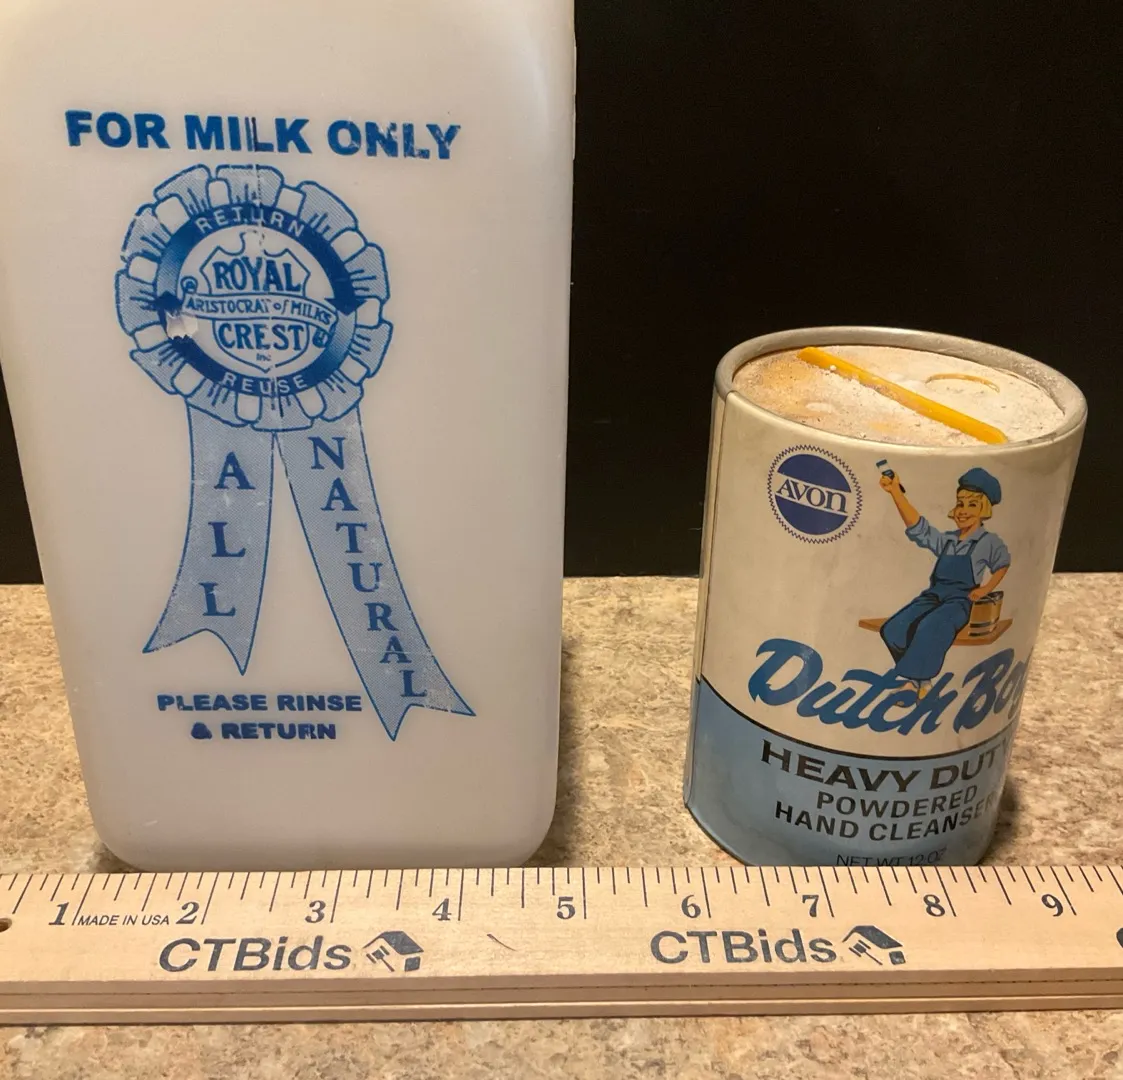 FOR MILK ONLY
RETURN
ROYAL
ARISTOCRAT of MILKS
CREST
INC
REUSE
ALL
NATURAL
PLEASE RINSE
& RETURN
AVON
Dutch Boy
HEAVY DUTY
POWDERED
HAND CLEANSER
NET WT 12 OZ
1 MADE IN USA 2 3 4 5 6 7 8 9
CTBids CTBids